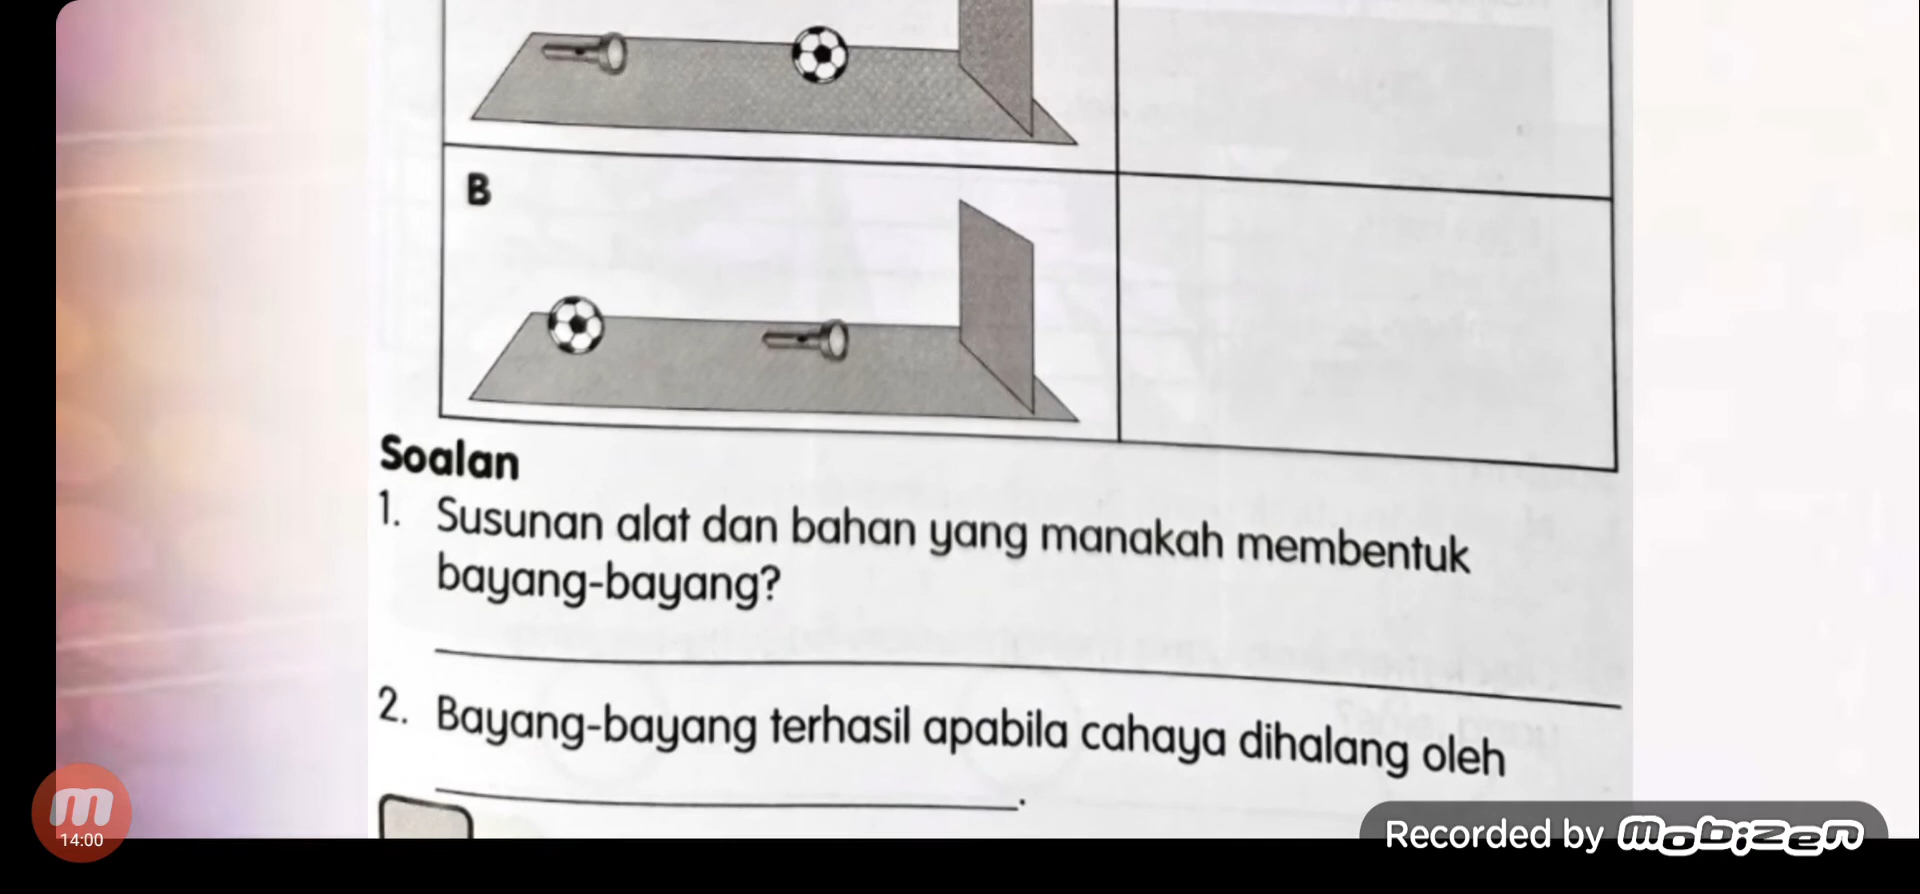 B
Soalan
1. Susunan alat dan bahan yang manakah membentuk
bayang-bayang?
2. Bayang-bayang terhasil apabila cahaya dihalang oleh
.
14:00
Recorded by mobizen